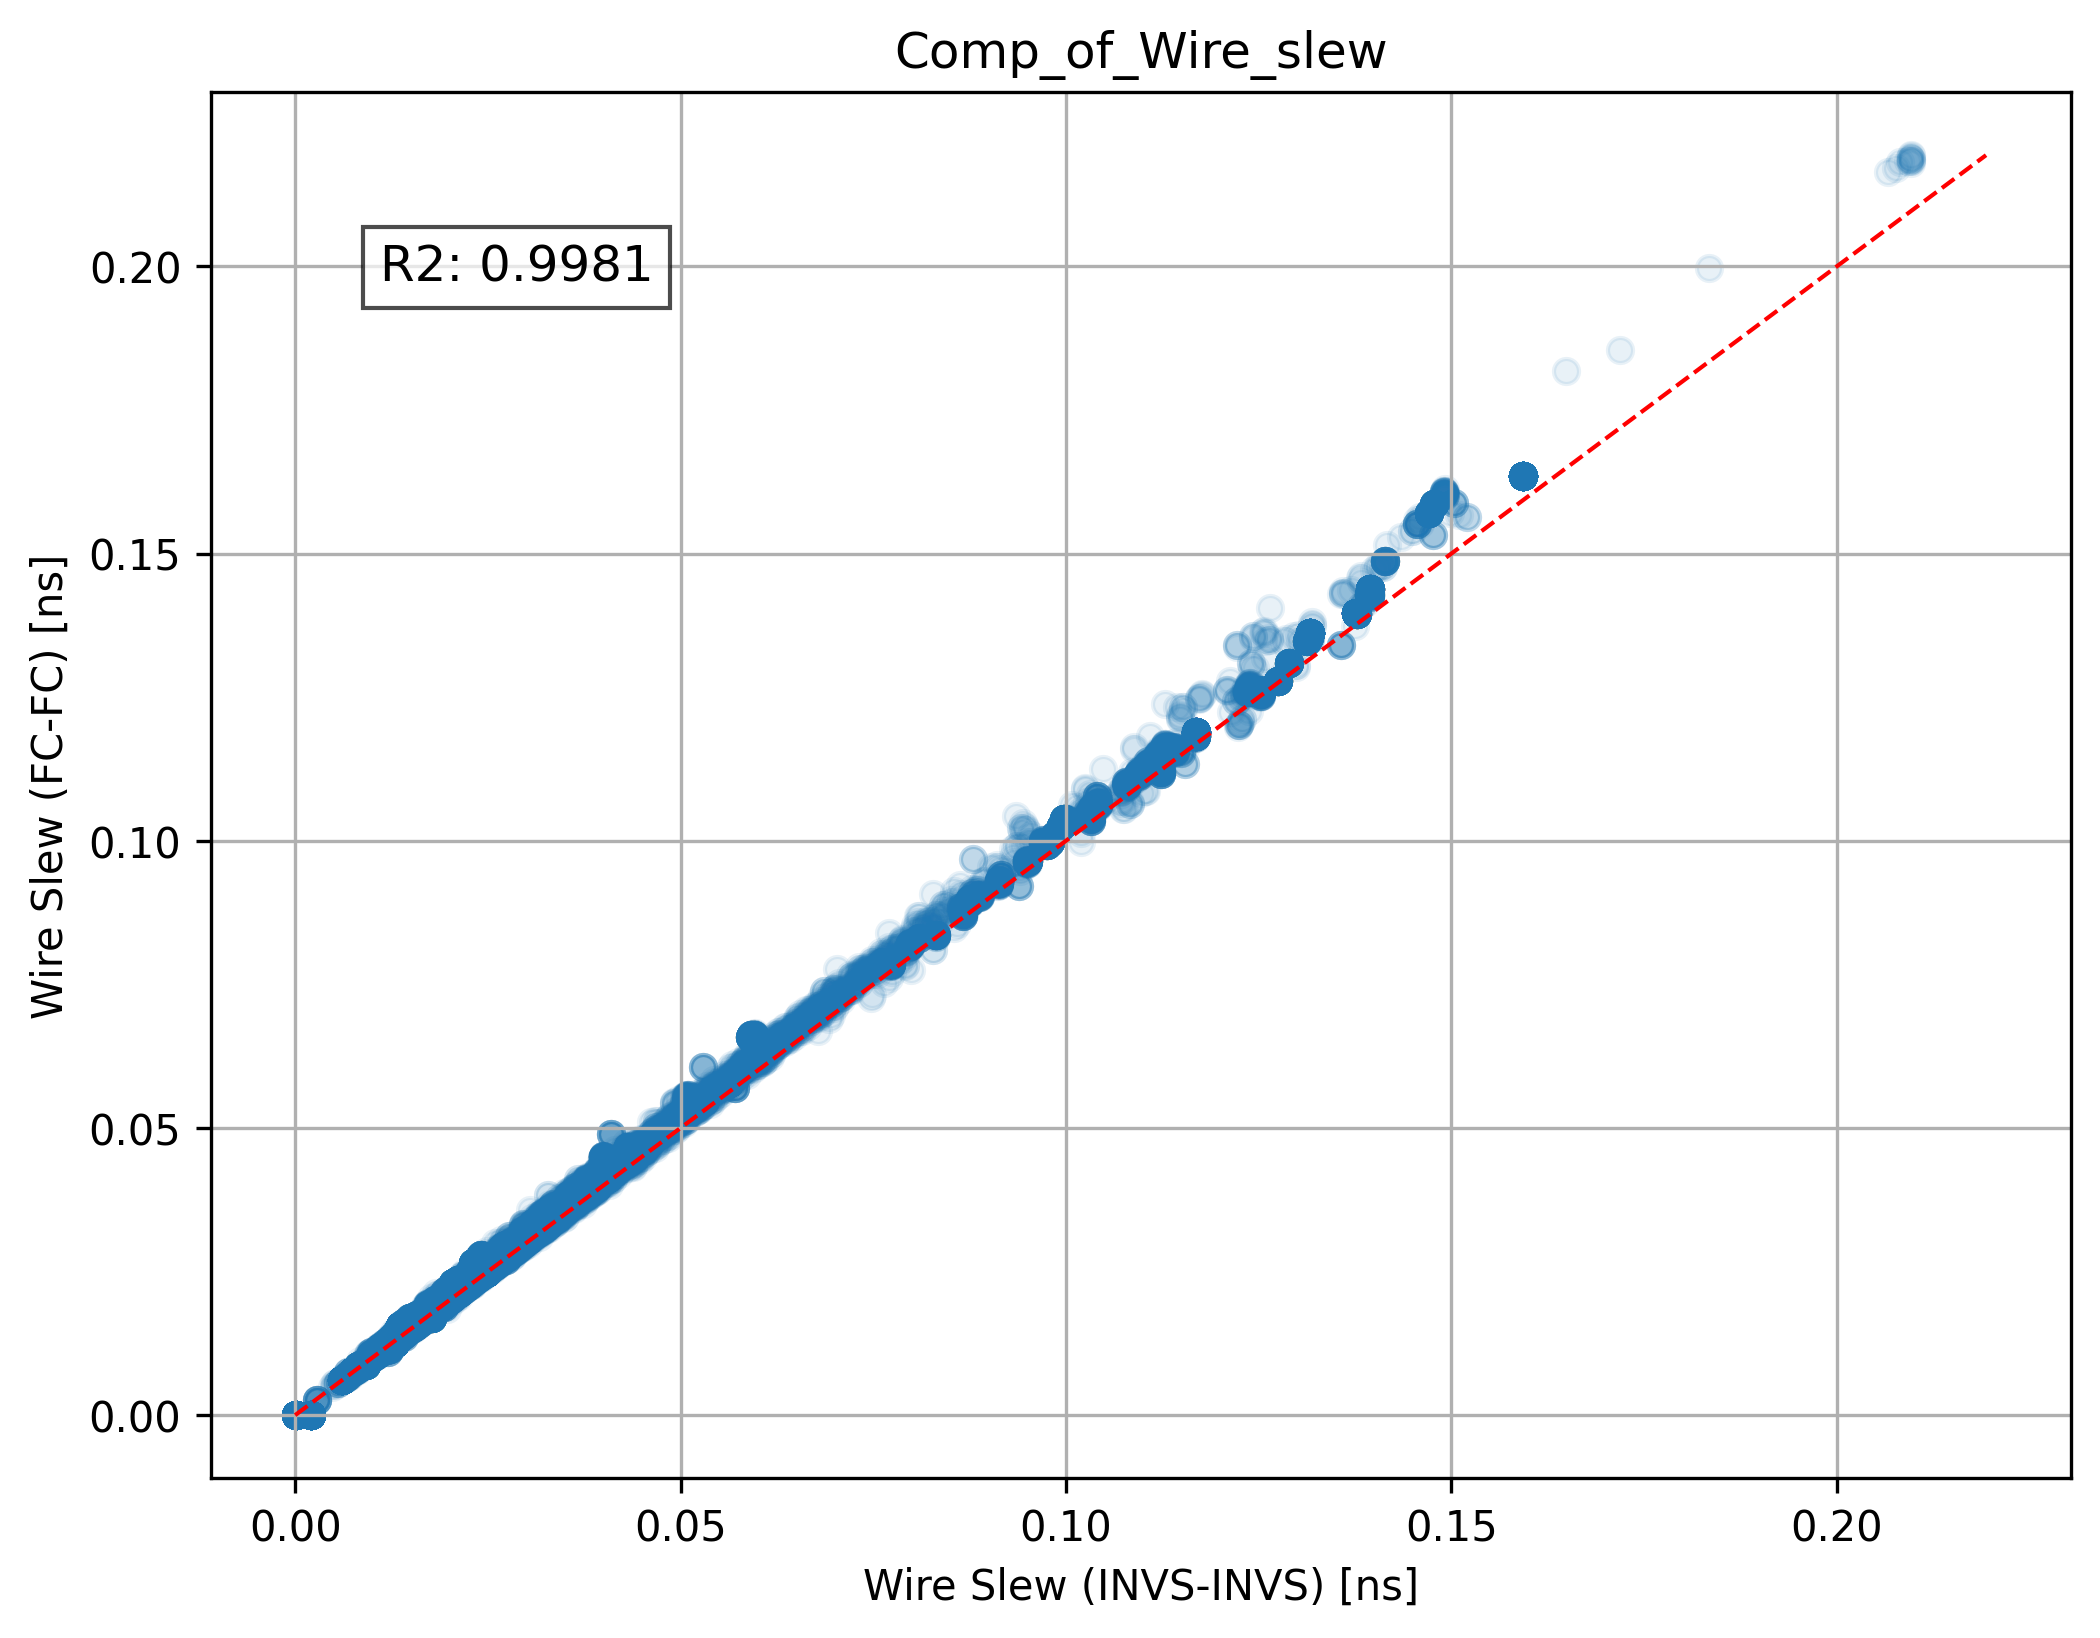 Comp_of_Wire_slew
R2: 0.9981
0.20
0.15
0.10
0.05
0.00
Wire Slew (FC-FC) [ns]
0.00 0.05 0.10 0.15 0.20
Wire Slew (INVS-INVS) [ns]